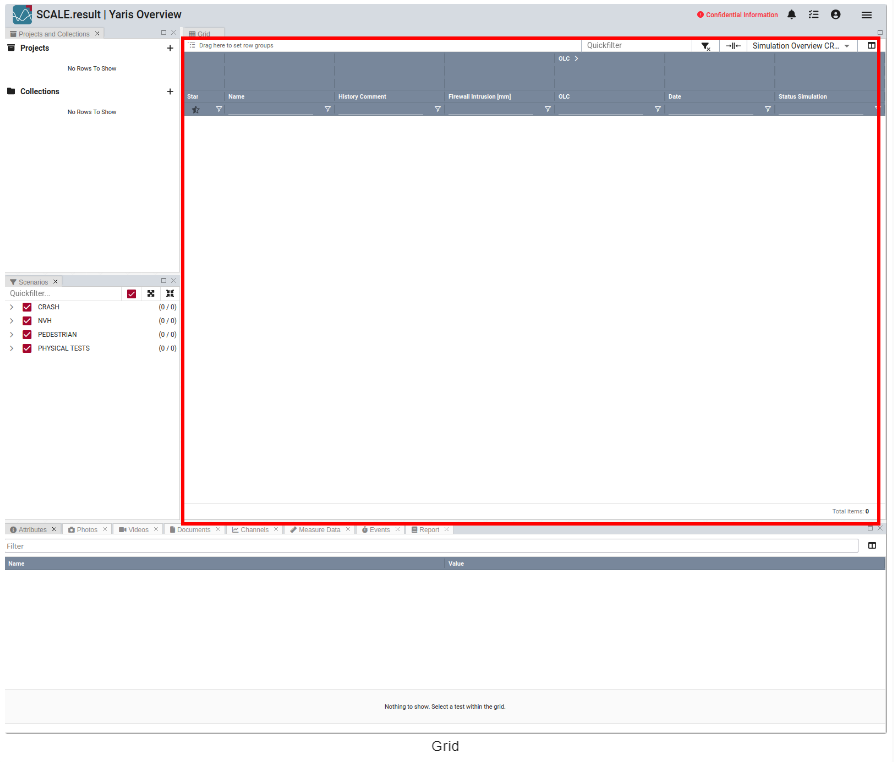 SCALE.result | Yaris Overview
Confidential Information
Projects and Collections
Grid
Projects
No Rows To Show
Collections
No Rows To Show
Drag here to set row groups
Quickfilter
Simulation Overview CR...
OLC
Star
Name
History Comment
Firewall Intrusion [mm]
OLC
Date
Status Simulation
Total items: 0
Scenarios
Quickfilter...
CRASH (0 / 0)
NVH (0 / 0)
PEDESTRIAN (0 / 0)
PHYSICAL TESTS (0 / 0)
Attributes
Photos
Videos
Documents
Channels
Measure Data
Events
Report
Filter
Name
Value
Nothing to show. Select a test within the grid.
Grid